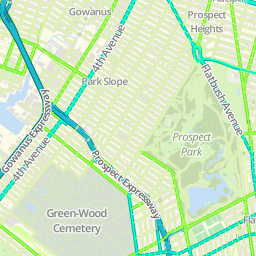 Gowanus
Prospect
Heights
4th Avenue
Park Slope
Flatbush Avenue
Gowanus Expressway
4th Avenue
Prospect
Park
Prospect Expressway
Green-Wood
Cemetery